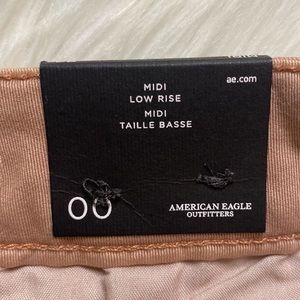 ae.com
MIDI
LOW RISE
MIDI
TAILLE BASSE
00
AMERICAN EAGLE
OUTFITTERS